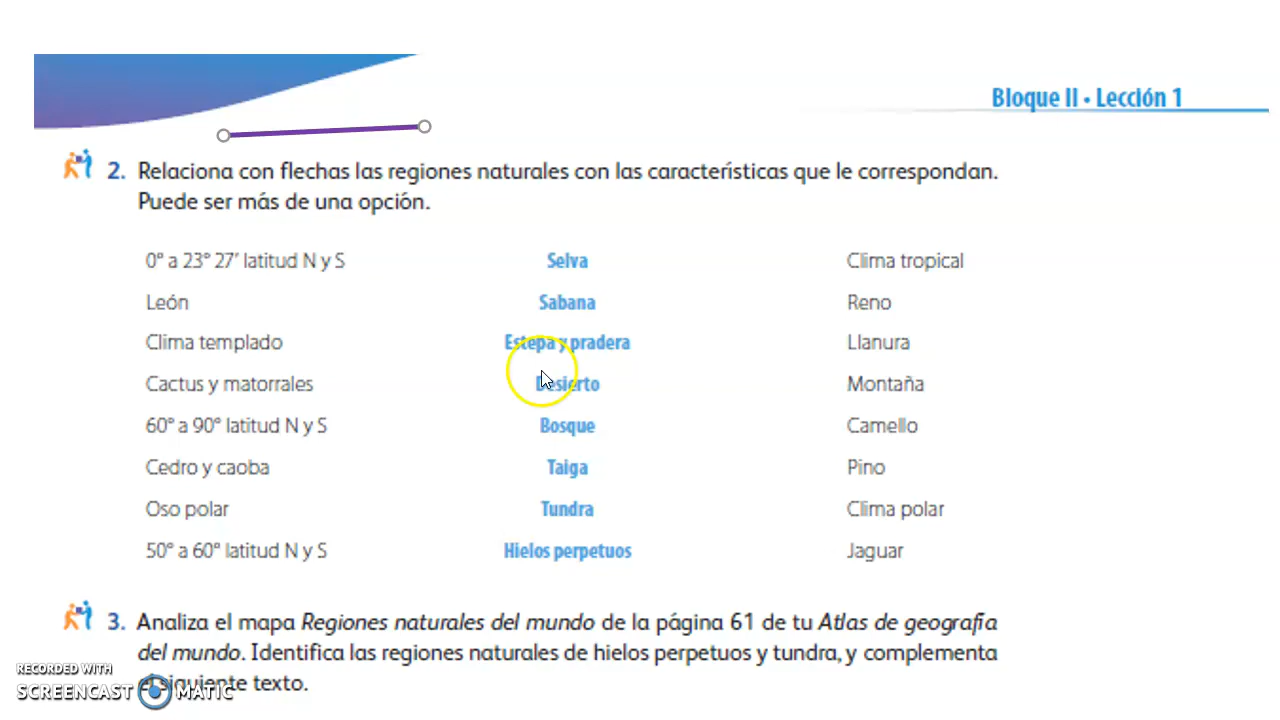 Bloque II • Lección 1
2. Relaciona con flechas las regiones naturales con las características que le correspondan.
Puede ser más de una opción.
0° a 23° 27’ latitud N y S Selva Clima tropical
León Sabana Reno
Clima templado Estepa y pradera Llanura
Cactus y matorrales Desierto Montaña
60° a 90° latitud N y S Bosque Camello
Cedro y caoba Taiga Pino
Oso polar Tundra Clima polar
50° a 60° latitud N y S Hielos perpetuos Jaguar
3. Analiza el mapa Regiones naturales del mundo de la página 61 de tu Atlas de geografía
del mundo. Identifica las regiones naturales de hielos perpetuos y tundra, y complementa
el siguiente texto.
RECORDED WITH
SCREENCAST MATIC